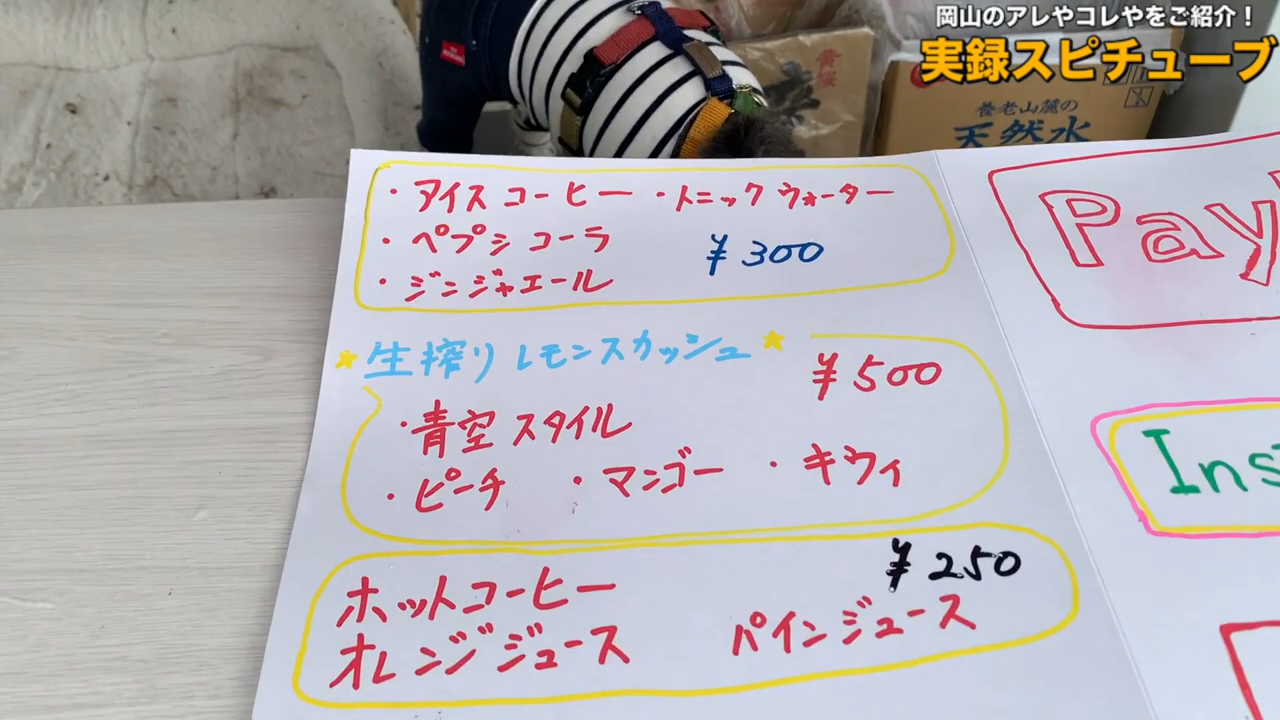 岡山のアレやコレやをご紹介！
実録スピチューブ
黄桜
養老山麓の
天然水
・アイスコーヒー ・トニックウォーター
・ペプシコーラ ¥300
・ジンジャエール
★生搾りレモンスカッシュ★
¥500
・青空スタイル
・ピーチ ・マンゴー ・キウィ
¥250
ホットコーヒー
オレンジジュース パインジュース
Pay
Ins